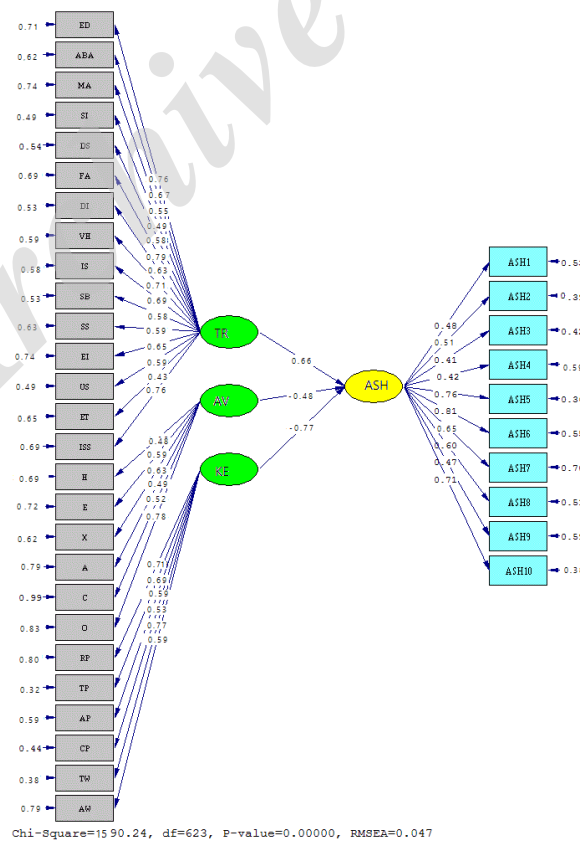 0.71 ED
0.62 ABA
0.74 MA
0.49 SI
0.54 DS
0.69 FA
0.53 DI
0.59 VH
0.58 IS
0.53 SB
0.63 SS
0.74 EI
0.49 US
0.65 ET
0.69 ISS
0.69 H
0.72 E
0.62 X
0.79 A
0.99 C
0.83 O
0.80 RP
0.32 TP
0.59 AP
0.44 CP
0.38 TW
0.79 AW
0.76
0.67
0.55
0.49
0.58
0.79
0.63
0.71
0.69
0.58
0.59
0.65
0.59
0.43
0.76
0.48
0.59
0.63
0.49
0.52
0.78
0.71
0.69
0.59
0.53
0.77
0.59
TR
AV
KE
0.66
-0.48
-0.77
ASH
0.48
0.51
0.41
0.42
0.76
0.81
0.65
0.60
0.47
0.71
ASH1
ASH2
ASH3
ASH4
ASH5
ASH6
ASH7
ASH8
ASH9
ASH10
Chi-Square=1590.24, df=623, P-value=0.00000, RMSEA=0.047